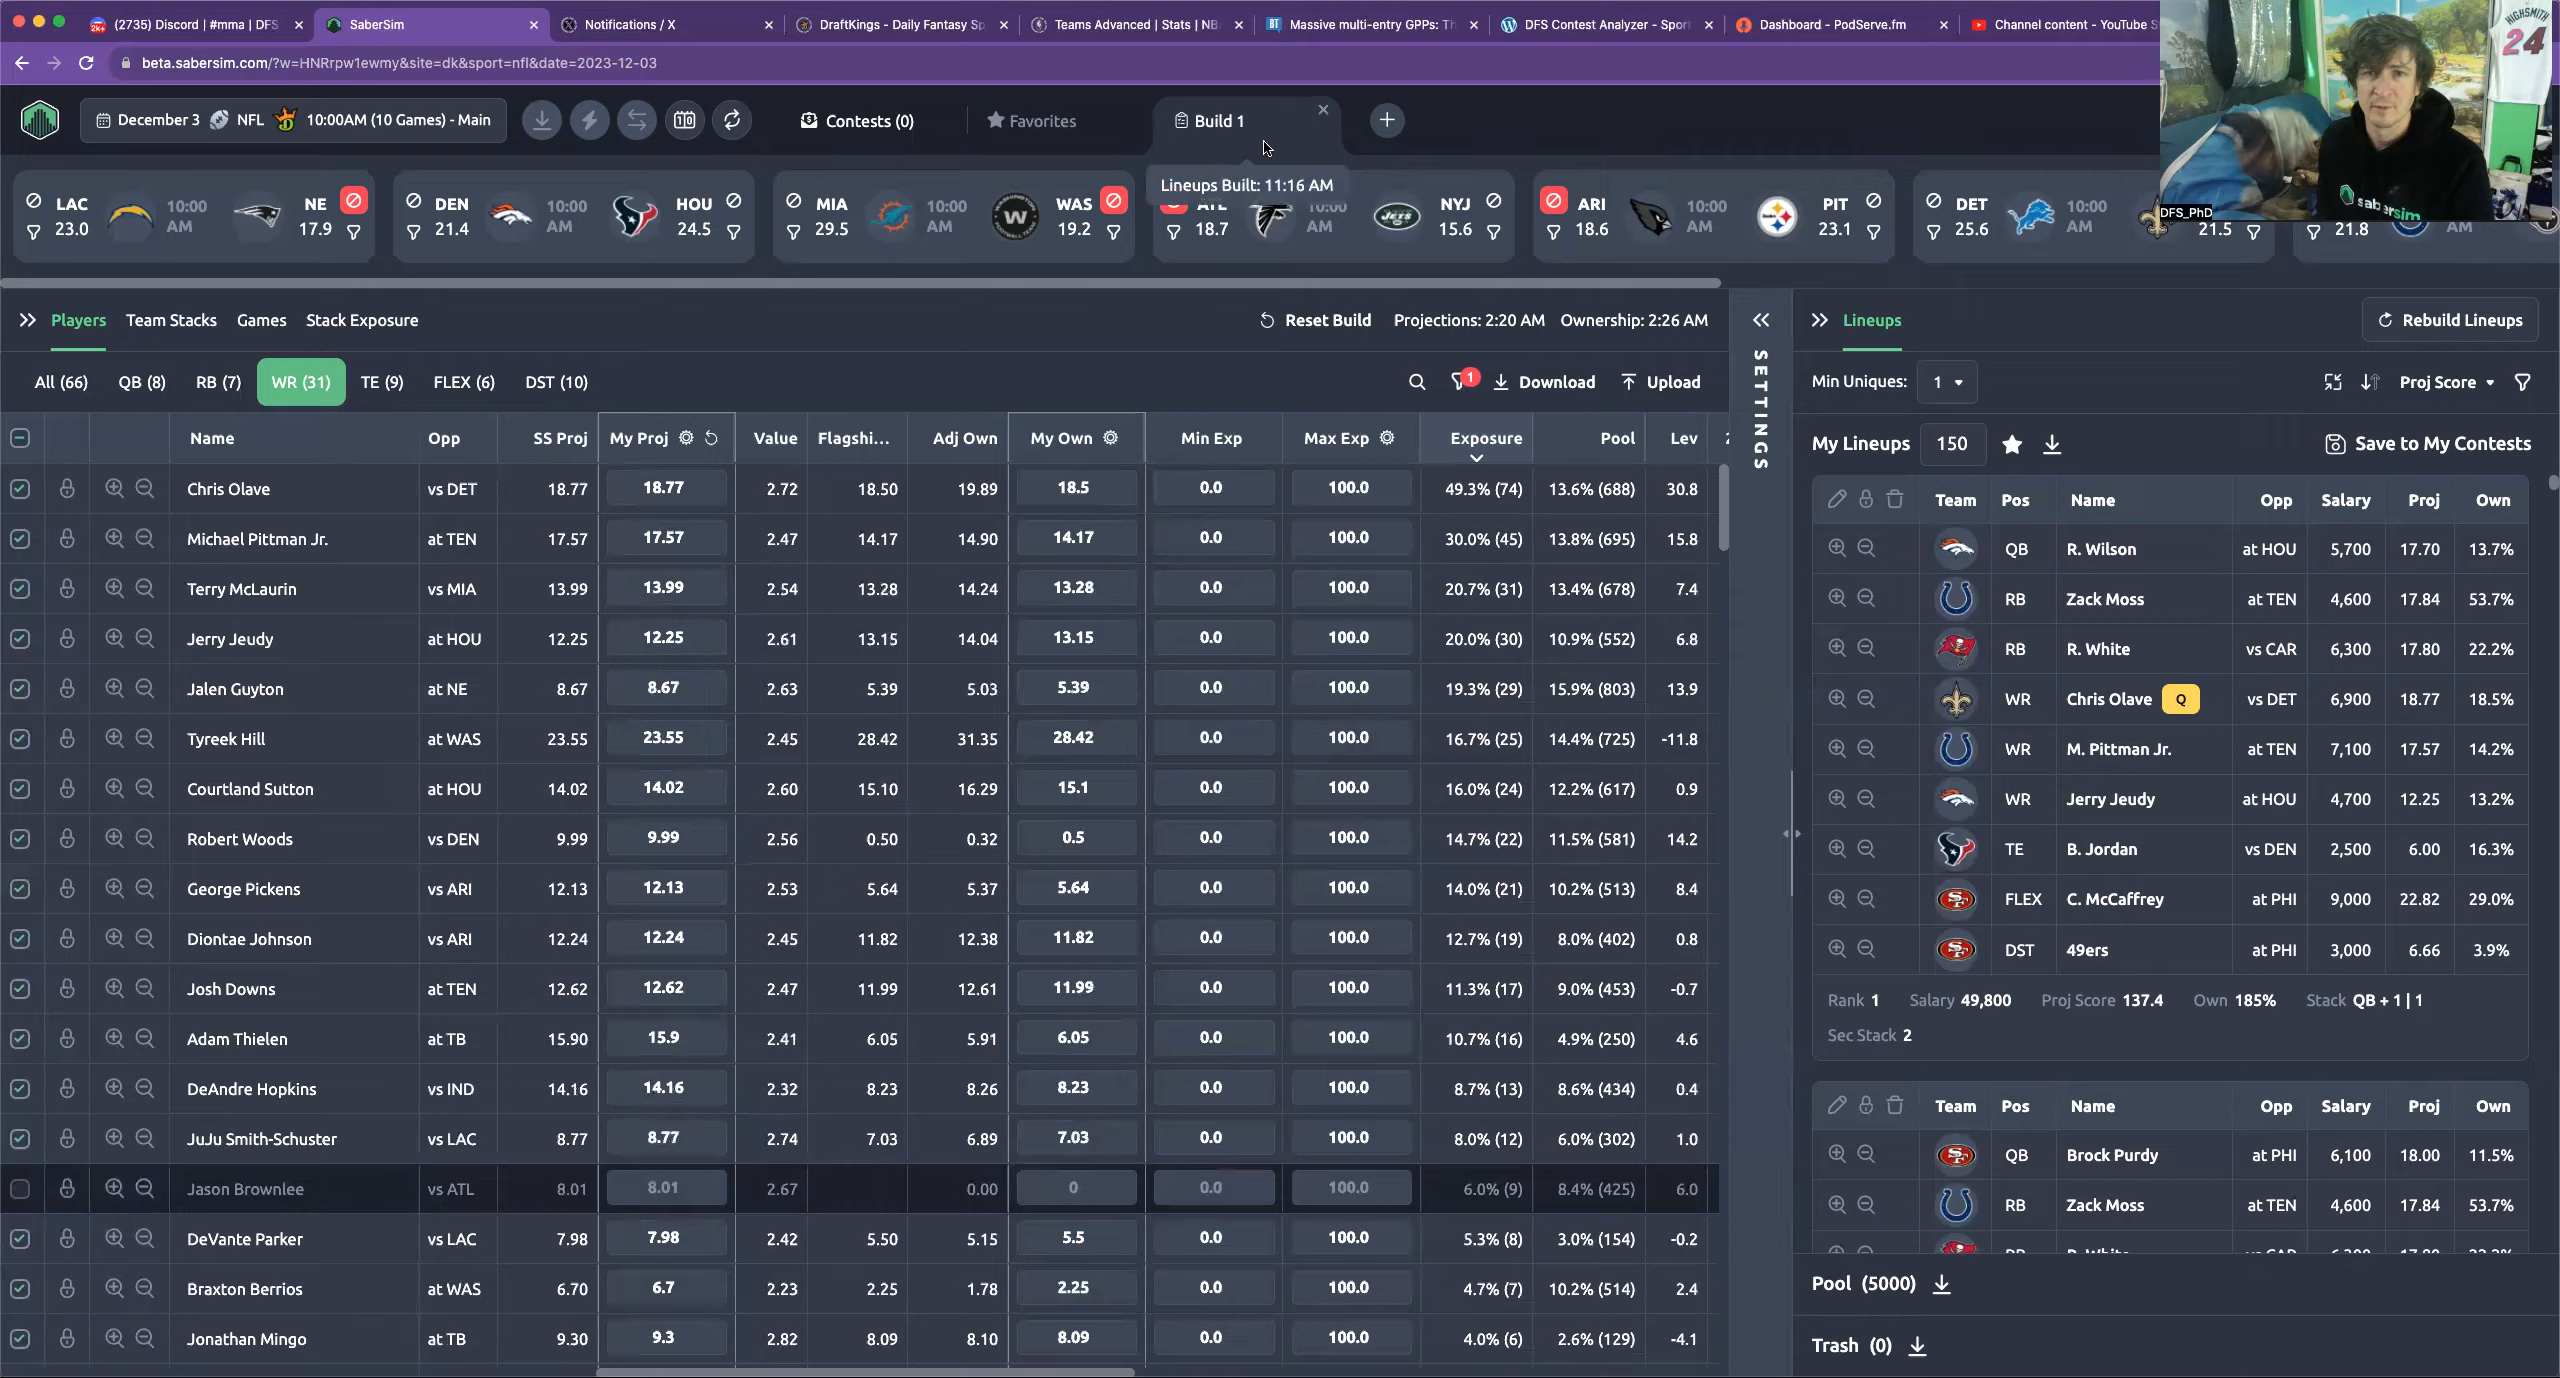 (2735) Discord | #mma | DFS
SaberSim
Notifications / X
DraftKings - Daily Fantasy Sp
Teams Advanced | Stats | NB
BT Massive multi-entry GPPs: Th
DFS Contest Analyzer - Spor
Dashboard - PodServe.fm
Channel content - YouTube S
beta.sabersim.com/?w=HNRrpw1ewmy&site=dk&sport=nfl&date=2023-12-03
HIGHSMITH
24
sabersim
DFS_PhD
December 3 NFL 10:00AM (10 Games) - Main
Contests (0)
Favorites
Build 1
Lineups Built: 11:16 AM
LAC 23.0 10:00 AM NE 17.9
DEN 21.4 10:00 AM HOU 24.5
MIA 29.5 10:00 AM WAS 19.2
ATL 18.7 10:00 AM NYJ 15.6
ARI 18.6 10:00 AM PIT 23.1
DET 25.6 10:00 AM 21.5
21.8 AM
Players Team Stacks Games Stack Exposure
Reset Build Projections: 2:20 AM Ownership: 2:26 AM
All (66) QB (8) RB (7) WR (31) TE (9) FLEX (6) DST (10)
1 Download Upload
Name Opp SS Proj My Proj Value Flagshi... Adj Own My Own Min Exp Max Exp Exposure Pool Lev
Chris Olave vs DET 18.77 18.77 2.72 18.50 19.89 18.5 0.0 100.0 49.3% (74) 13.6% (688) 30.8
Michael Pittman Jr. at TEN 17.57 17.57 2.47 14.17 14.90 14.17 0.0 100.0 30.0% (45) 13.8% (695) 15.8
Terry McLaurin vs MIA 13.99 13.99 2.54 13.28 14.24 13.28 0.0 100.0 20.7% (31) 13.4% (678) 7.4
Jerry Jeudy at HOU 12.25 12.25 2.61 13.15 14.04 13.15 0.0 100.0 20.0% (30) 10.9% (552) 6.8
Jalen Guyton at NE 8.67 8.67 2.63 5.39 5.03 5.39 0.0 100.0 19.3% (29) 15.9% (803) 13.9
Tyreek Hill at WAS 23.55 23.55 2.45 28.42 31.35 28.42 0.0 100.0 16.7% (25) 14.4% (725) -11.8
Courtland Sutton at HOU 14.02 14.02 2.60 15.10 16.29 15.1 0.0 100.0 16.0% (24) 12.2% (617) 0.9
Robert Woods vs DEN 9.99 9.99 2.56 0.50 0.32 0.5 0.0 100.0 14.7% (22) 11.5% (581) 14.2
George Pickens vs ARI 12.13 12.13 2.53 5.64 5.37 5.64 0.0 100.0 14.0% (21) 10.2% (513) 8.4
Diontae Johnson vs ARI 12.24 12.24 2.45 11.82 12.38 11.82 0.0 100.0 12.7% (19) 8.0% (402) 0.8
Josh Downs at TEN 12.62 12.62 2.47 11.99 12.61 11.99 0.0 100.0 11.3% (17) 9.0% (453) -0.7
Adam Thielen at TB 15.90 15.9 2.41 6.05 5.91 6.05 0.0 100.0 10.7% (16) 4.9% (250) 4.6
DeAndre Hopkins vs IND 14.16 14.16 2.32 8.23 8.26 8.23 0.0 100.0 8.7% (13) 8.6% (434) 0.4
JuJu Smith-Schuster vs LAC 8.77 8.77 2.74 7.03 6.89 7.03 0.0 100.0 8.0% (12) 6.0% (302) 1.0
Jason Brownlee vs ATL 8.01 8.01 2.67 0.00 0 0.0 100.0 6.0% (9) 8.4% (425) 6.0
DeVante Parker vs LAC 7.98 7.98 2.42 5.50 5.15 5.5 0.0 100.0 5.3% (8) 3.0% (154) -0.2
Braxton Berrios at WAS 6.70 6.7 2.23 2.25 1.78 2.25 0.0 100.0 4.7% (7) 10.2% (514) 2.4
Jonathan Mingo at TB 9.30 9.3 2.82 8.09 8.10 8.09 0.0 100.0 4.0% (6) 2.6% (129) -4.1
SETTINGS
Lineups
Rebuild Lineups
Min Uniques: 1 Proj Score
My Lineups 150 Save to My Contests
Team Pos Name Opp Salary Proj Own
QB R. Wilson at HOU 5,700 17.70 13.7%
RB Zack Moss at TEN 4,600 17.84 53.7%
RB R. White vs CAR 6,300 17.80 22.2%
WR Chris Olave Q vs DET 6,900 18.77 18.5%
WR M. Pittman Jr. at TEN 7,100 17.57 14.2%
WR Jerry Jeudy at HOU 4,700 12.25 13.2%
TE B. Jordan vs DEN 2,500 6.00 16.3%
FLEX C. McCaffrey at PHI 9,000 22.82 29.0%
DST 49ers at PHI 3,000 6.66 3.9%
Rank 1 Salary 49,800 Proj Score 137.4 Own 185% Stack QB + 1 | 1
Sec Stack 2
Team Pos Name Opp Salary Proj Own
QB Brock Purdy at PHI 6,100 18.00 11.5%
RB Zack Moss at TEN 4,600 17.84 53.7%
Pool (5000)
Trash (0)